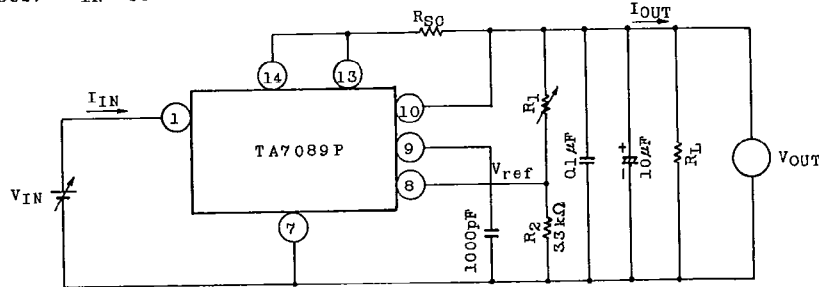 RSC
IOUT
14
13
IIN
1
10
R1
TA7089P
9
8
Vref
0.1μF
+
-
10μF
RL
VOUT
VIN
7
1000pF
R2
3.3kΩ